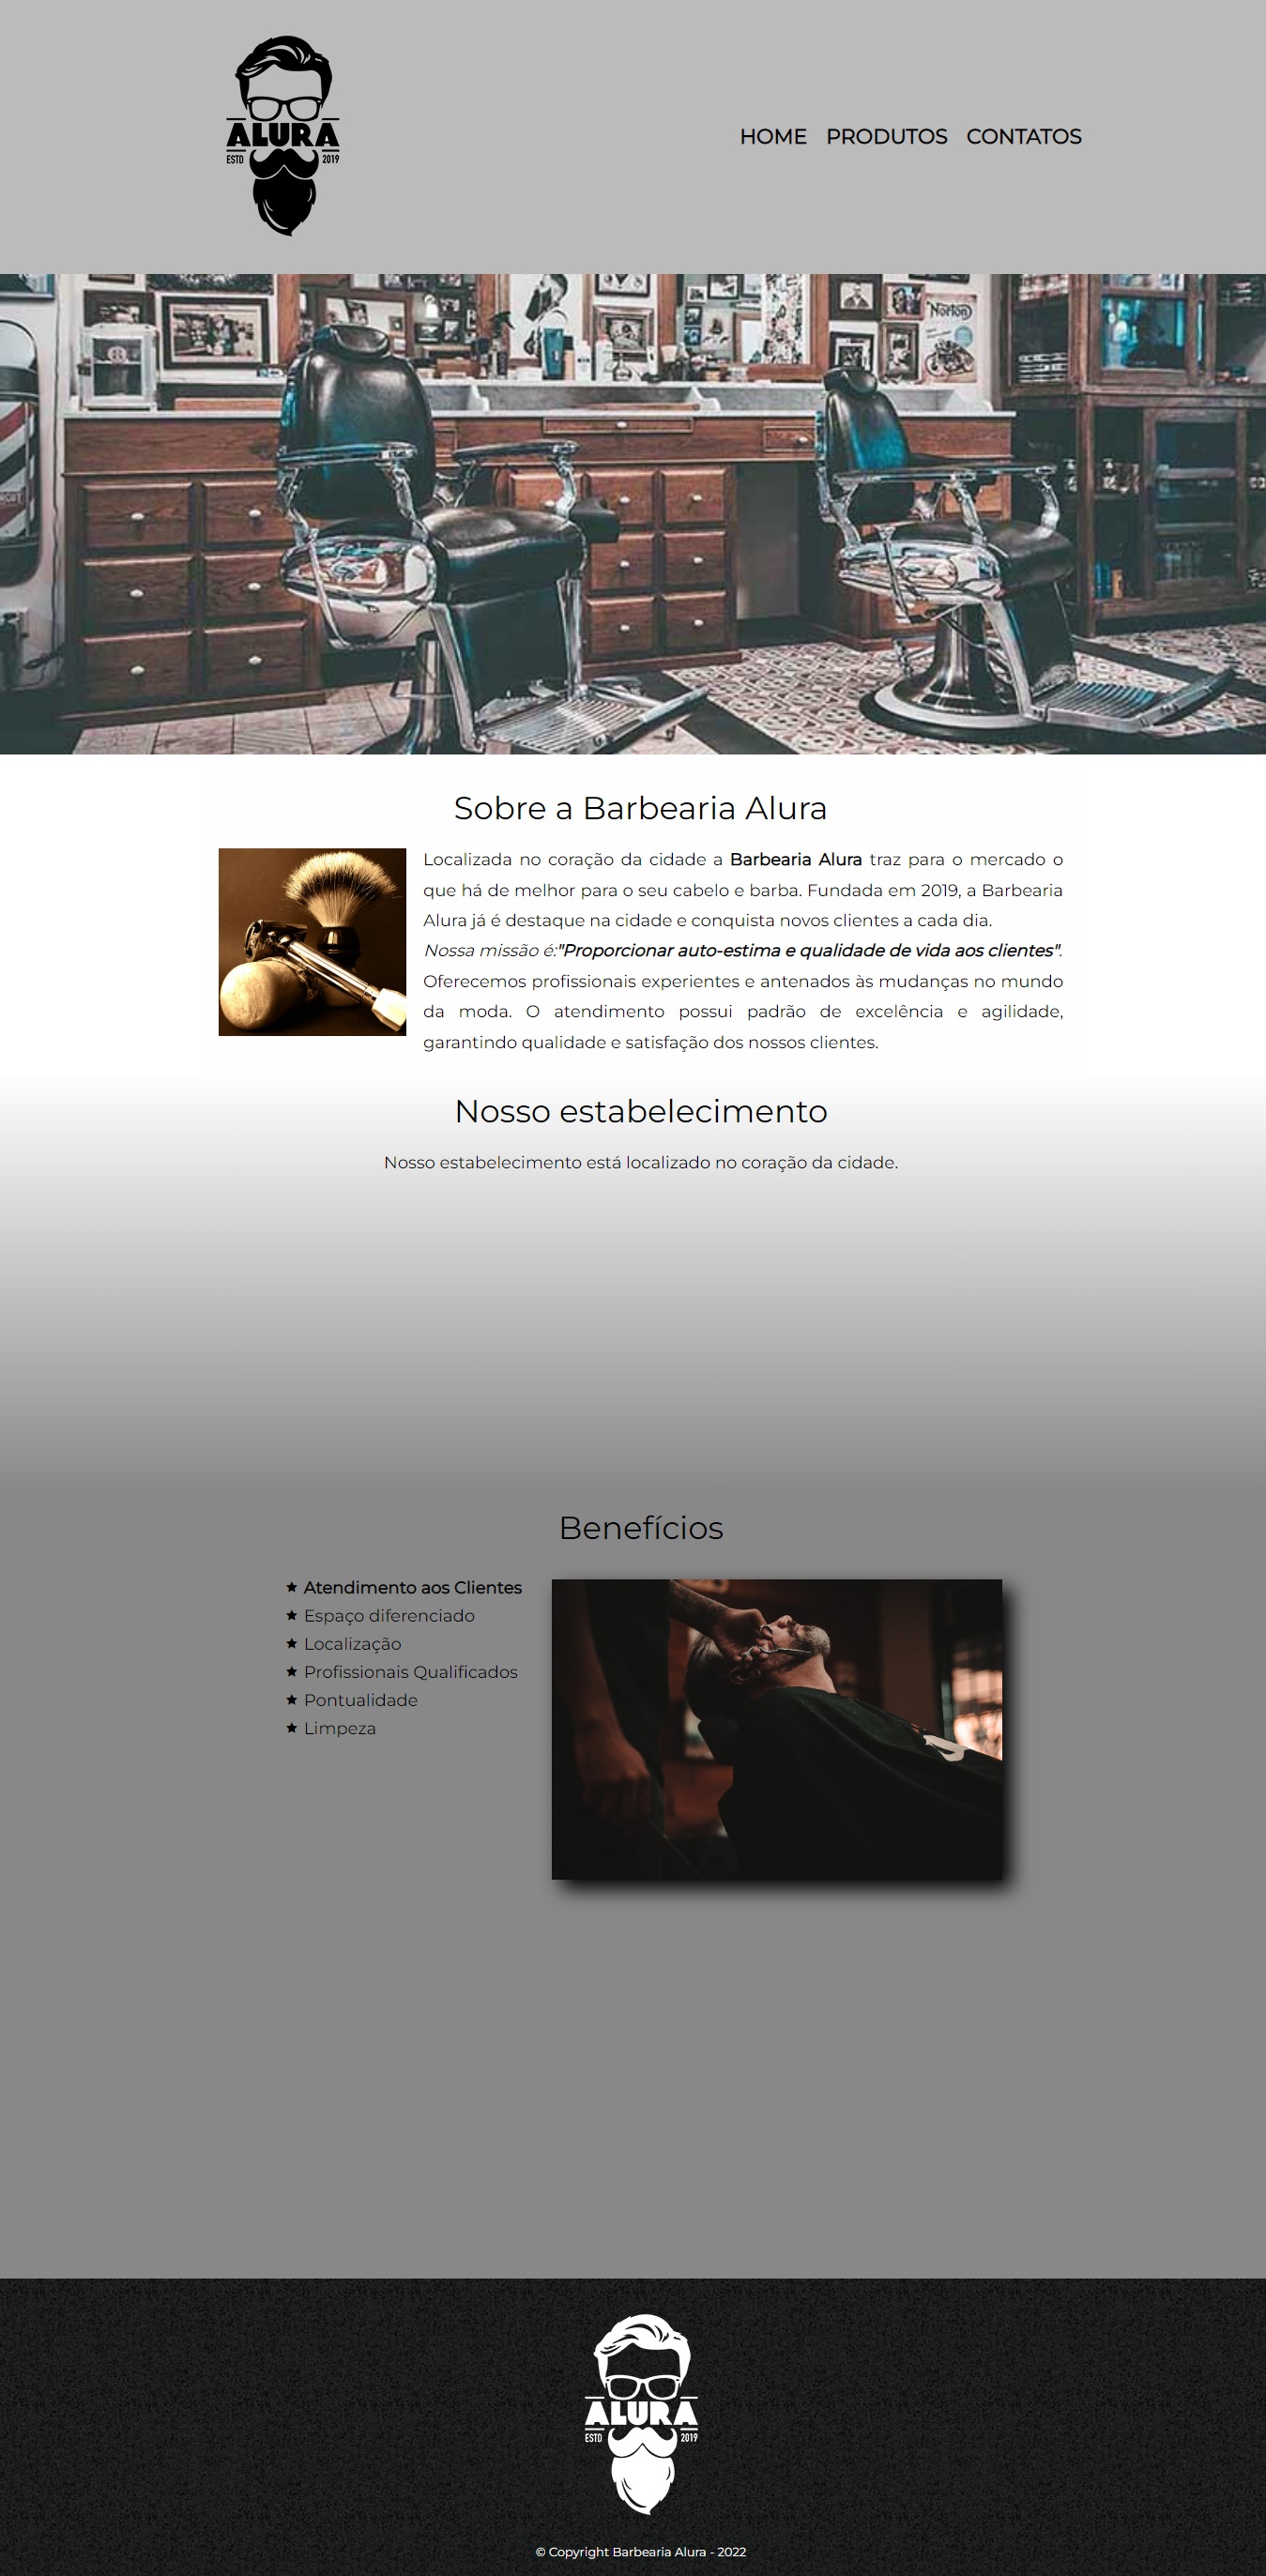 ALURA
ESTD 2019
HOME PRODUTOS CONTATOS
Norton
Sobre a Barbearia Alura
Localizada no coração da cidade a Barbearia Alura traz para o mercado o
que há de melhor para o seu cabelo e barba. Fundada em 2019, a Barbearia
Alura já é destaque na cidade e conquista novos clientes a cada dia.
Nossa missão é:"Proporcionar auto-estima e qualidade de vida aos clientes".
Oferecemos profissionais experientes e antenados às mudanças no mundo
da moda. O atendimento possui padrão de excelência e agilidade,
garantindo qualidade e satisfação dos nossos clientes.
Nosso estabelecimento
Nosso estabelecimento está localizado no coração da cidade.
Benefícios
Atendimento aos Clientes
Espaço diferenciado
Localização
Profissionais Qualificados
Pontualidade
Limpeza
ALURA
ESTD 2019
© Copyright Barbearia Alura - 2022